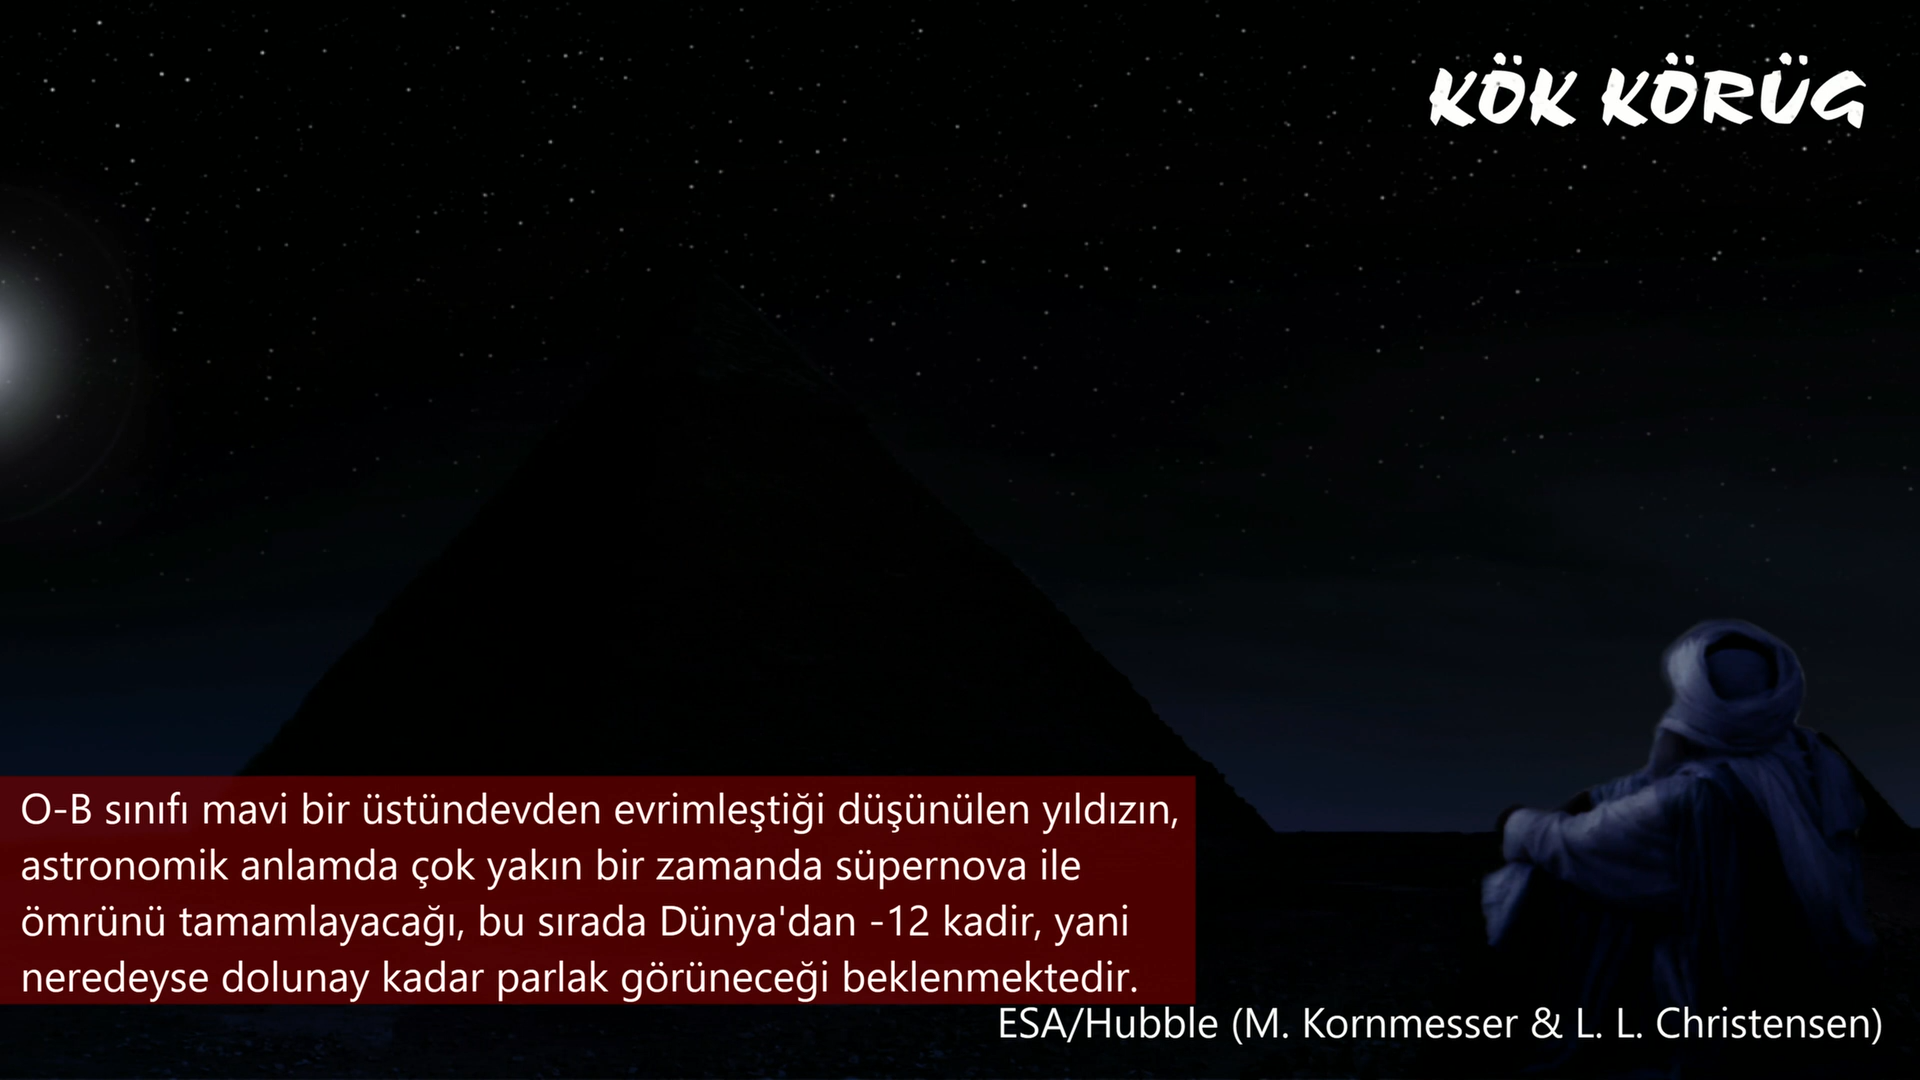 KÖK KÖRÜG
O-B sınıfı mavi bir üstündevden evrimleştiği düşünülen yıldızın,
astronomik anlamda çok yakın bir zamanda süpernova ile
ömrünü tamamlayacağı, bu sırada Dünya'dan -12 kadir, yani
neredeyse dolunay kadar parlak görüneceği beklenmektedir.
ESA/Hubble (M. Kornmesser & L. L. Christensen)